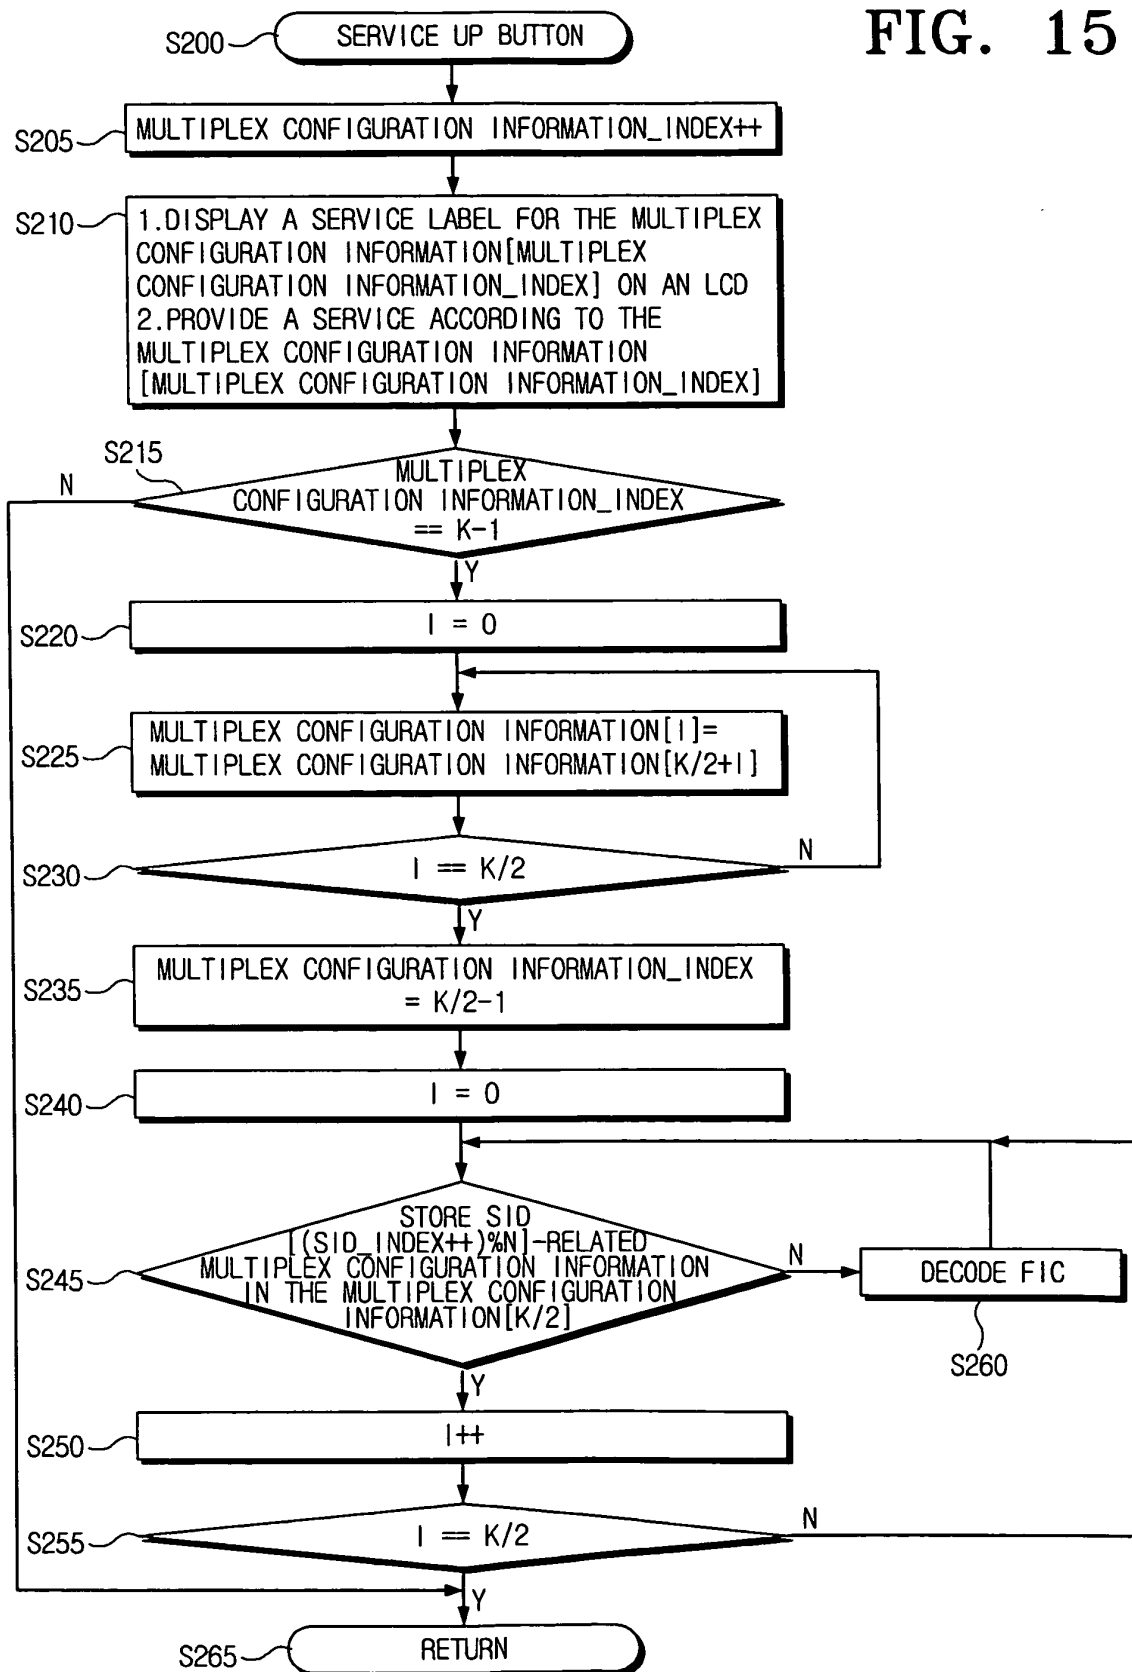 FIG. 15
S200
SERVICE UP BUTTON
S205
MULTIPLEX CONFIGURATION INFORMATION_INDEX++
S210
1.DISPLAY A SERVICE LABEL FOR THE MULTIPLEX
CONFIGURATION INFORMATION[MULTIPLEX
CONFIGURATION INFORMATION_INDEX] ON AN LCD
2.PROVIDE A SERVICE ACCORDING TO THE
MULTIPLEX CONFIGURATION INFORMATION
[MULTIPLEX CONFIGURATION INFORMATION_INDEX]
S215
N
MULTIPLEX
CONFIGURATION INFORMATION_INDEX
== K-1
Y
S220
I = 0
S225
MULTIPLEX CONFIGURATION INFORMATION[I]=
MULTIPLEX CONFIGURATION INFORMATION[K/2+I]
S230
I == K/2
N
Y
S235
MULTIPLEX CONFIGURATION INFORMATION_INDEX
= K/2-1
S240
I = 0
S245
STORE SID
[(SID_INDEX++)%N]-RELATED
MULTIPLEX CONFIGURATION INFORMATION
IN THE MULTIPLEX CONFIGURATION
INFORMATION[K/2]
N
DECODE FIC
S260
Y
S250
I++
S255
I == K/2
N
Y
S265
RETURN